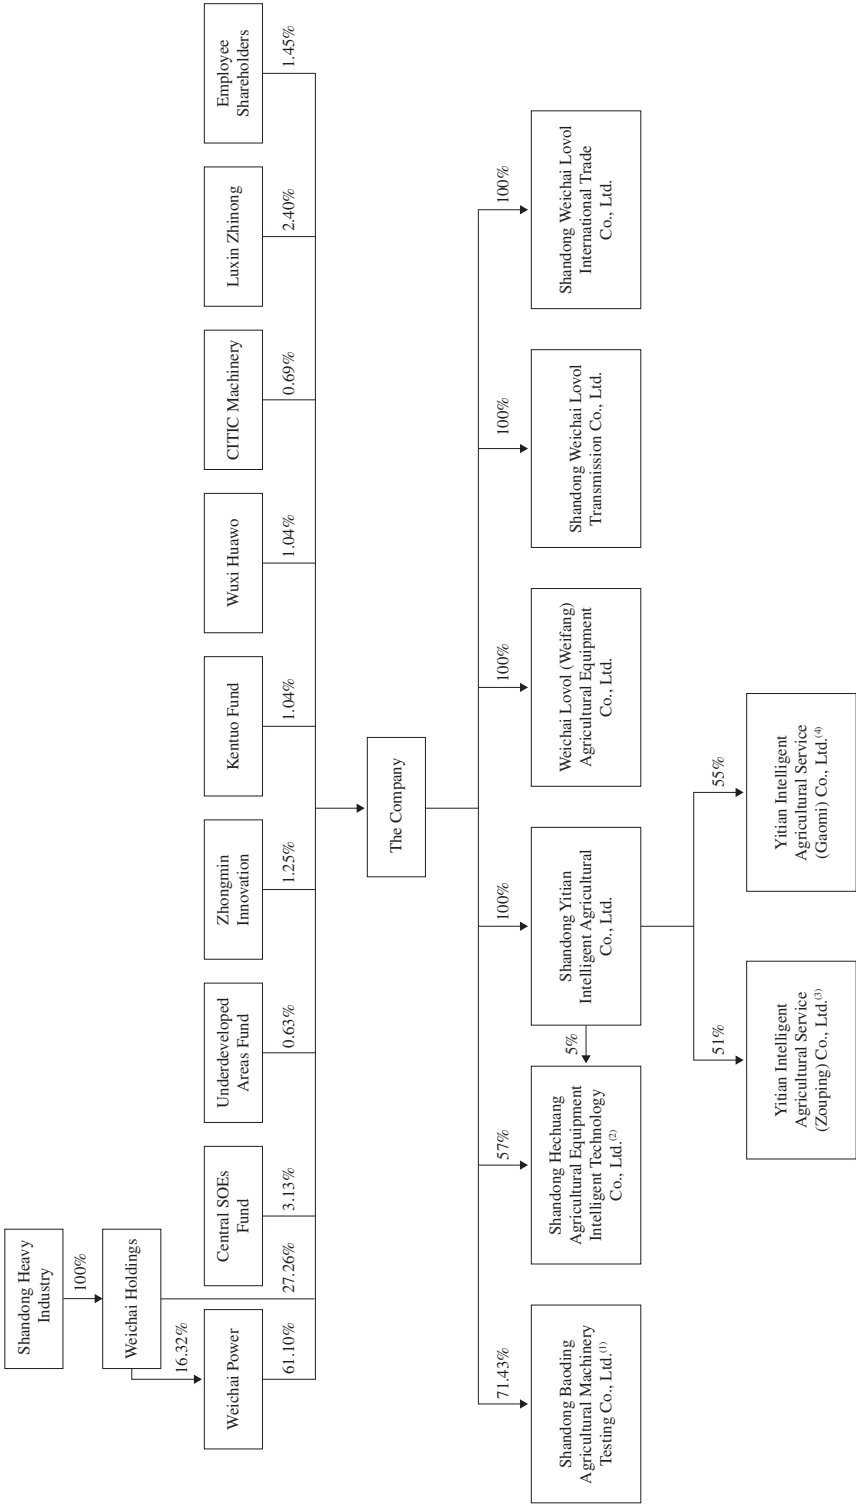 Shandong Heavy
Industry
100%
Weichai Holdings
16.32%
Weichai Power
61.10%
27.26%
Central SOEs
Fund
3.13%
Underdeveloped
Areas Fund
0.63%
Zhongmin
Innovation
1.25%
Kentuo Fund
1.04%
Wuxi Huawo
1.04%
CITIC Machinery
0.69%
Luxin Zhinong
2.40%
Employee
Shareholders
1.45%
The Company
71.43%
Shandong Baoding
Agricultural Machinery
Testing Co., Ltd.(1)
57%
Shandong Hechuang
Agricultural Equipment
Intelligent Technology
Co., Ltd.(2)
5%
100%
Shandong Yitian
Intelligent Agricultural
Co., Ltd.
100%
Weichai Lovol (Weifang)
Agricultural Equipment
Co., Ltd.
100%
Shandong Weichai Lovol
Transmission Co., Ltd.
100%
Shandong Weichai Lovol
International Trade
Co., Ltd.
51%
Yitian Intelligent
Agricultural Service
(Zouping) Co., Ltd.(3)
55%
Yitian Intelligent
Agricultural Service
(Gaomi) Co., Ltd.(4)